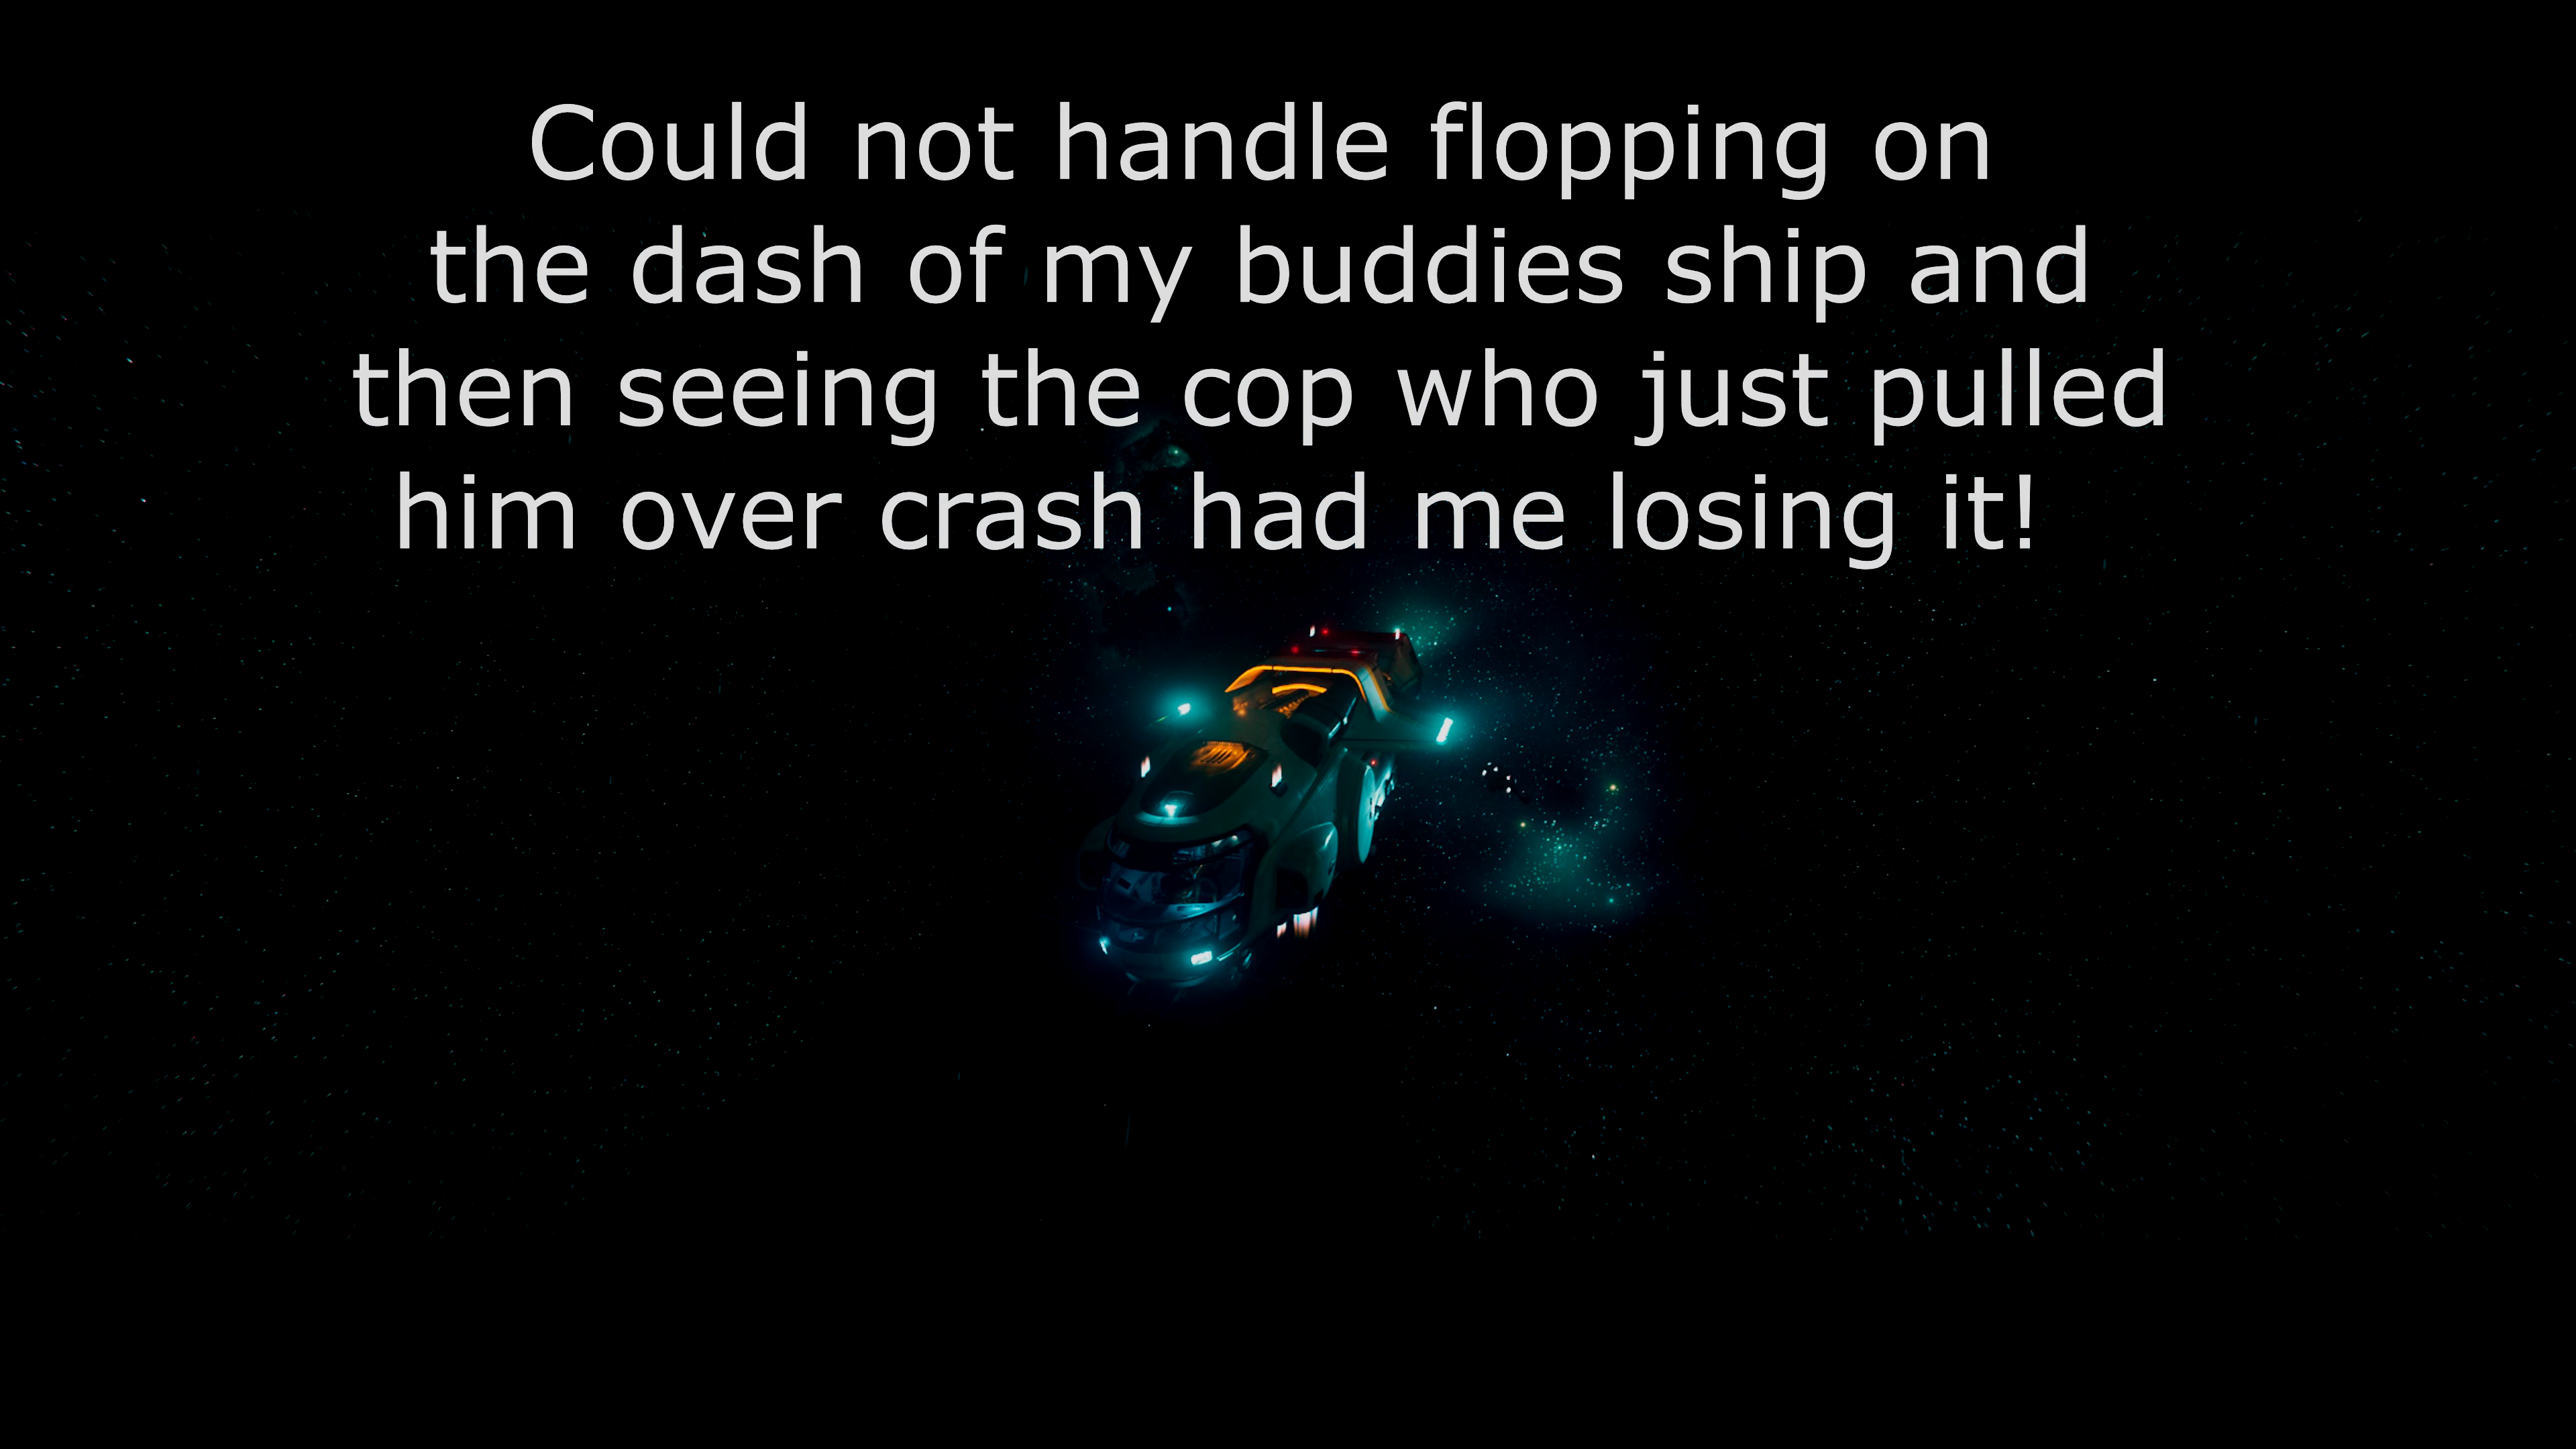 Could not handle flopping on
the dash of my buddies ship and
then seeing the cop who just pulled
him over crash had me losing it!